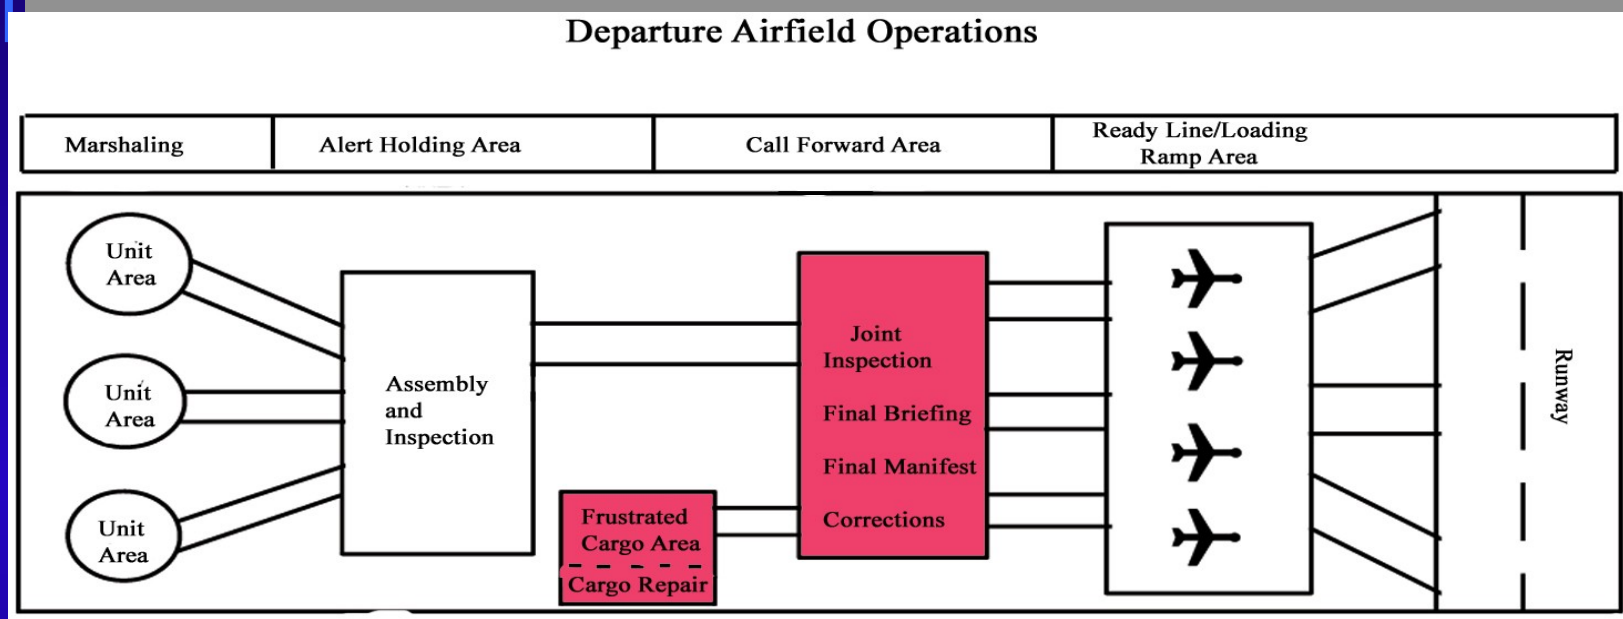 Departure Airfield Operations
Marshaling
Alert Holding Area
Call Forward Area
Ready Line/Loading
Ramp Area
Unit
Area
Unit
Area
Unit
Area
Assembly
and
Inspection
Frustrated
Cargo Area
Cargo Repair
Joint
Inspection
Final Briefing
Final Manifest
Corrections
Runway